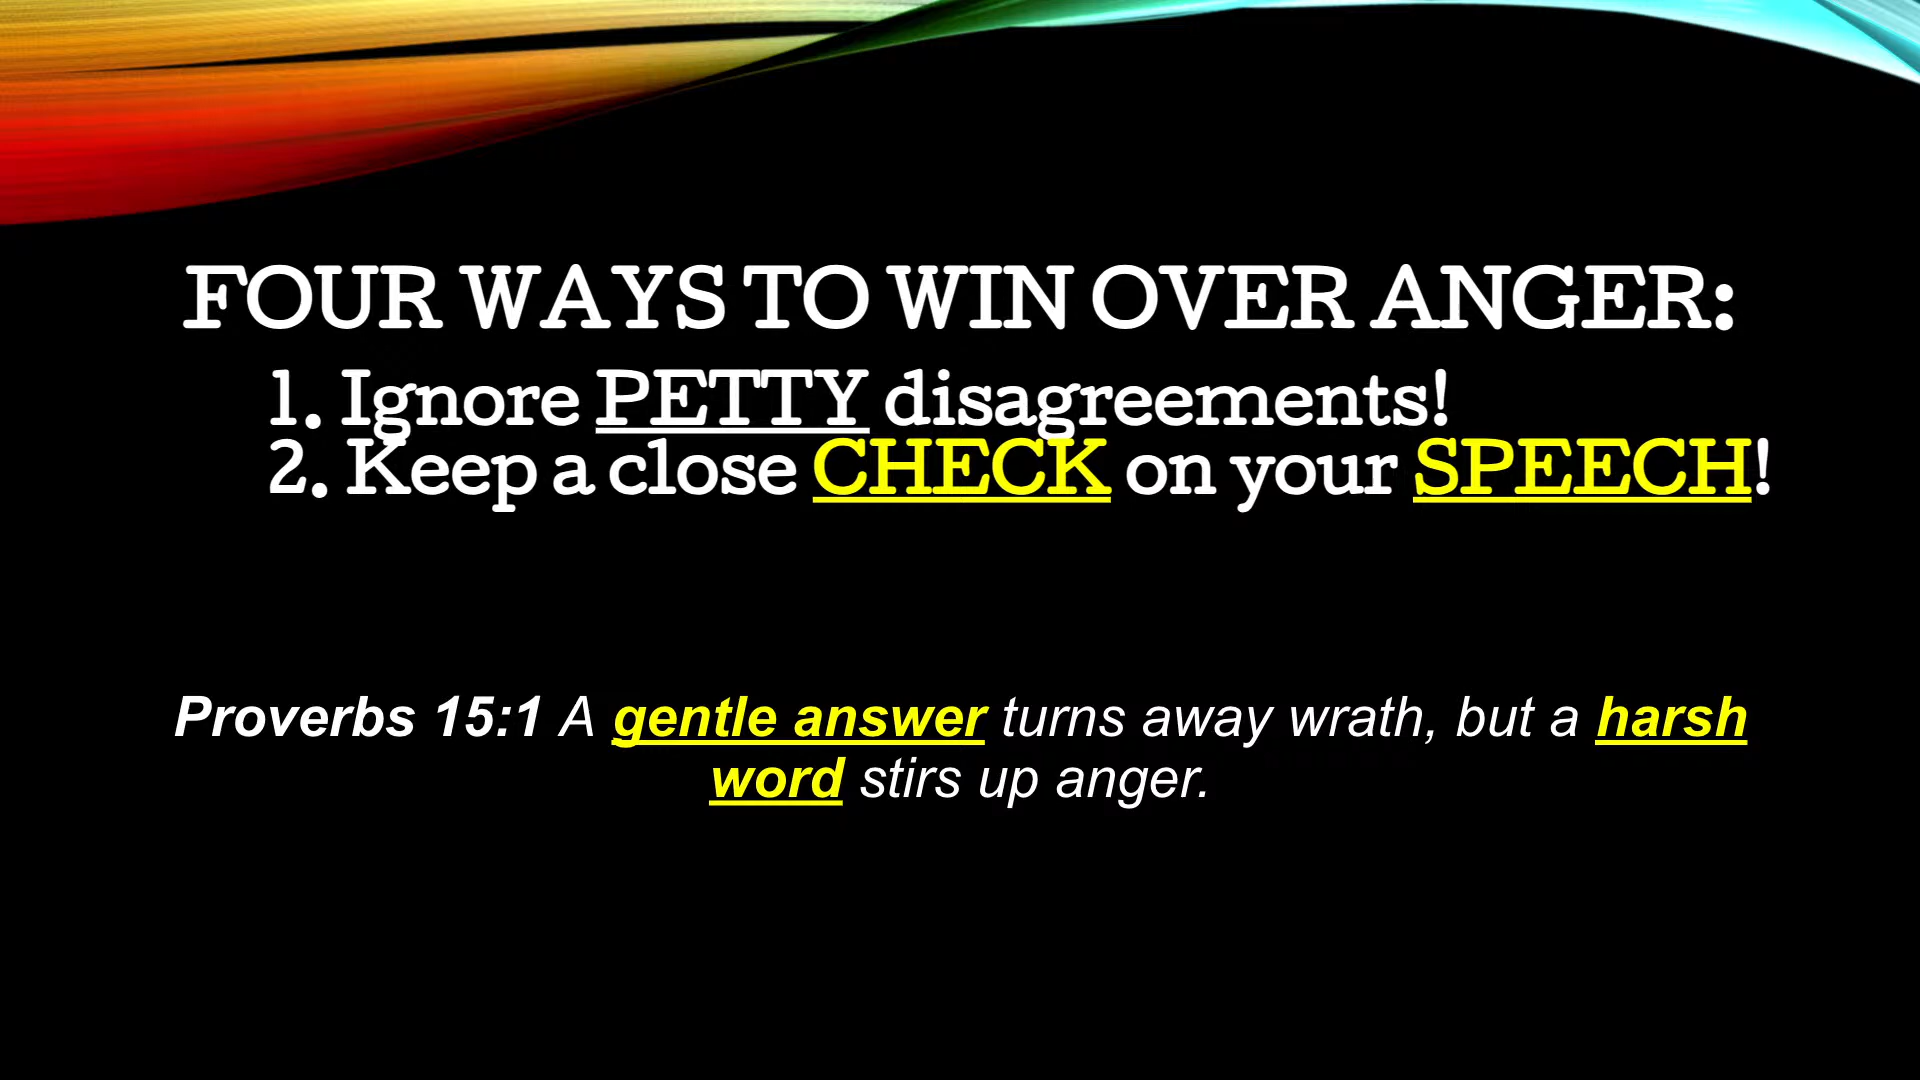 FOUR WAYS TO WIN OVER ANGER:
1. Ignore PETTY disagreements!
2. Keep a close CHECK on your SPEECH!
Proverbs 15:1 A gentle answer turns away wrath, but a harsh
word stirs up anger.